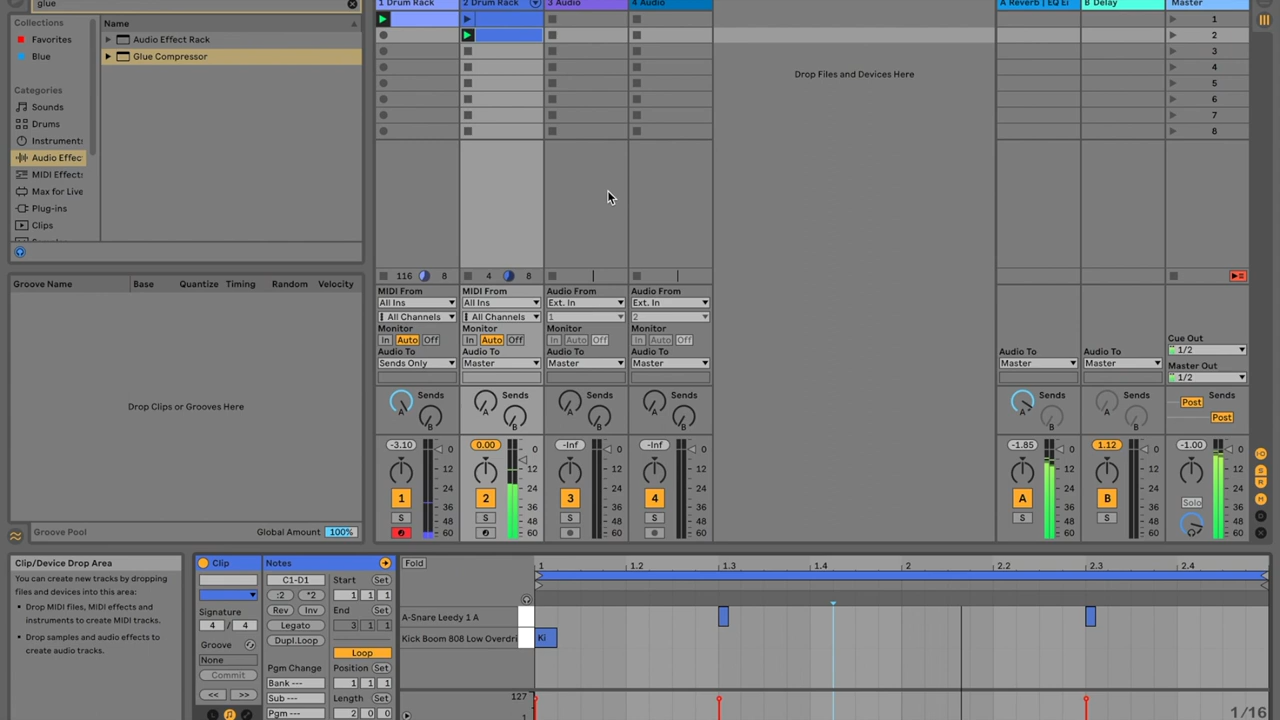 glue
Collections
Favorites
Blue
Categories
Sounds
Drums
Instrument:
Audio Effec
MIDI Effect:
Max for Live
Plug-ins
Clips
Name
Audio Effect Rack
Glue Compressor
Groove Name Base Quantize Timing Random Velocity
Drop Clips or Grooves Here
Groove Pool Global Amount 100%
1 Drum Rack 2 Drum Rack 3 Audio 4 Audio A Reverb | EQ Ei B Delay Master
1
2
3
4
5
6
7
8
Drop Files and Devices Here
116 8 4 8
MIDI From MIDI From Audio From Audio From
All Ins All Ins Ext. In Ext. In
All Channels All Channels 1 2
Monitor Monitor Monitor Monitor
In Auto Off In Auto Off In Auto Off In Auto Off
Audio To Audio To Audio To Audio To Audio To Audio To
Sends Only Master Master Master Master Master
Cue Out
1/2
Master Out
1/2
Sends Sends Sends Sends Sends Sends Sends
A B A B A B A B A B A B Post
Post
-3.10 0.00 -Inf -Inf -1.85 1.12 -1.00
0 0 0 0 0 0 0
12 12 12 12 12 12 12
24 24 24 24 24 24 24
36 36 36 36 36 36 36
48 48 48 48 48 48 48
60 60 60 60 60 60 60
1 2 3 4 A B
S S S S S S Solo
Clip/Device Drop Area
You can create new tracks by dropping
files and devices into this area:
Drop MIDI files, MIDI effects and
instruments to create MIDI tracks.
Drop samples and audio effects to
create audio tracks.
Clip
Signature
4 / 4
Groove
None
Commit
<< >>
Notes
C1-D1
:2 *2
Rev Inv
Legato
Dupl.Loop
Pgm Change
Bank ---
Sub ---
Pgm ---
Start Set
1 1 1
End Set
3 1 1
Loop
Position Set
1 1 1
Length Set
2 0 0
Fold
1 1.2 1.3 1.4 2 2.2 2.3 2.4
A-Snare Leedy 1 A
Kick Boom 808 Low Overdri
Ki
127
1
1/16